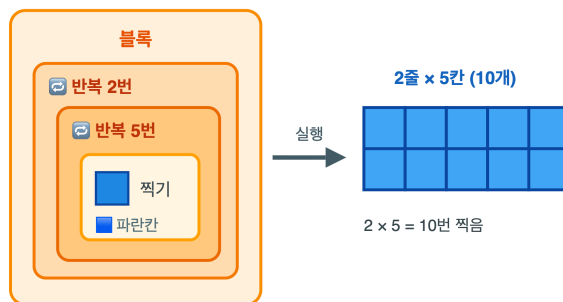 블록
🔁 반복 2번
🔁 반복 5번
찍기
🟦 파란칸
실행
2줄 × 5칸 (10개)
2 × 5 = 10번 찍음